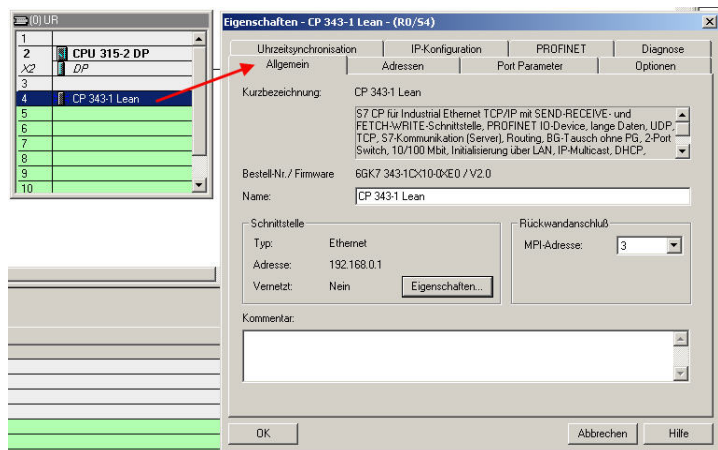 (0) UR
1
2 CPU 315-2 DP
X2 DP
3
4 CP 343-1 Lean
5
6
7
8
9
10
Eigenschaften - CP 343-1 Lean - (R0/S4)
Uhrzeitsynchronisation IP-Konfiguration PROFINET Diagnose
Allgemein Adressen Port Parameter Optionen
Kurzbezeichnung: CP 343-1 Lean
S7 CP für Industrial Ethernet TCP/IP mit SEND-RECEIVE- und
FETCH-WRITE-Schnittstelle, PROFINET IO-Device, lange Daten, UDP,
TCP, S7-Kommunikation (Server), Routing, BG-Tausch ohne PG, 2-Port
Switch, 10/100 Mbit, Initialisierung über LAN, IP-Multicast, DHCP,
Bestell-Nr./ Firmware 6GK7 343-1CX10-0XE0 / V2.0
Name: CP 343-1 Lean
Schnittstelle
Typ: Ethernet
Adresse: 192.168.0.1
Vernetzt: Nein Eigenschaften...
Rückwandanschluß
MPI-Adresse: 3
Kommentar:
OK Abbrechen Hilfe